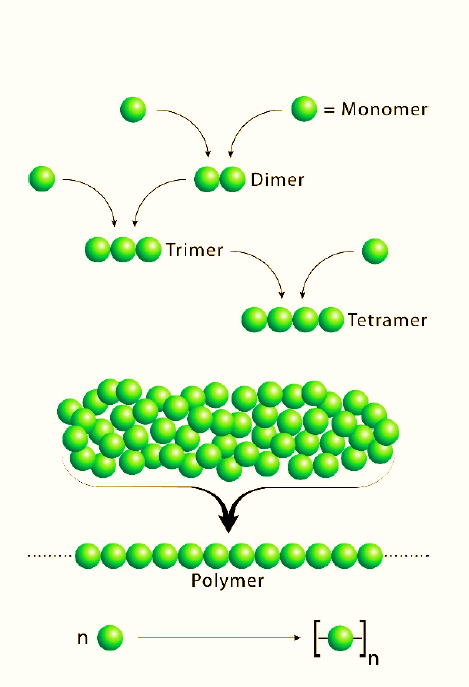 = Monomer
Dimer
Trimer
Tetramer
Polymer
n
[ ]n